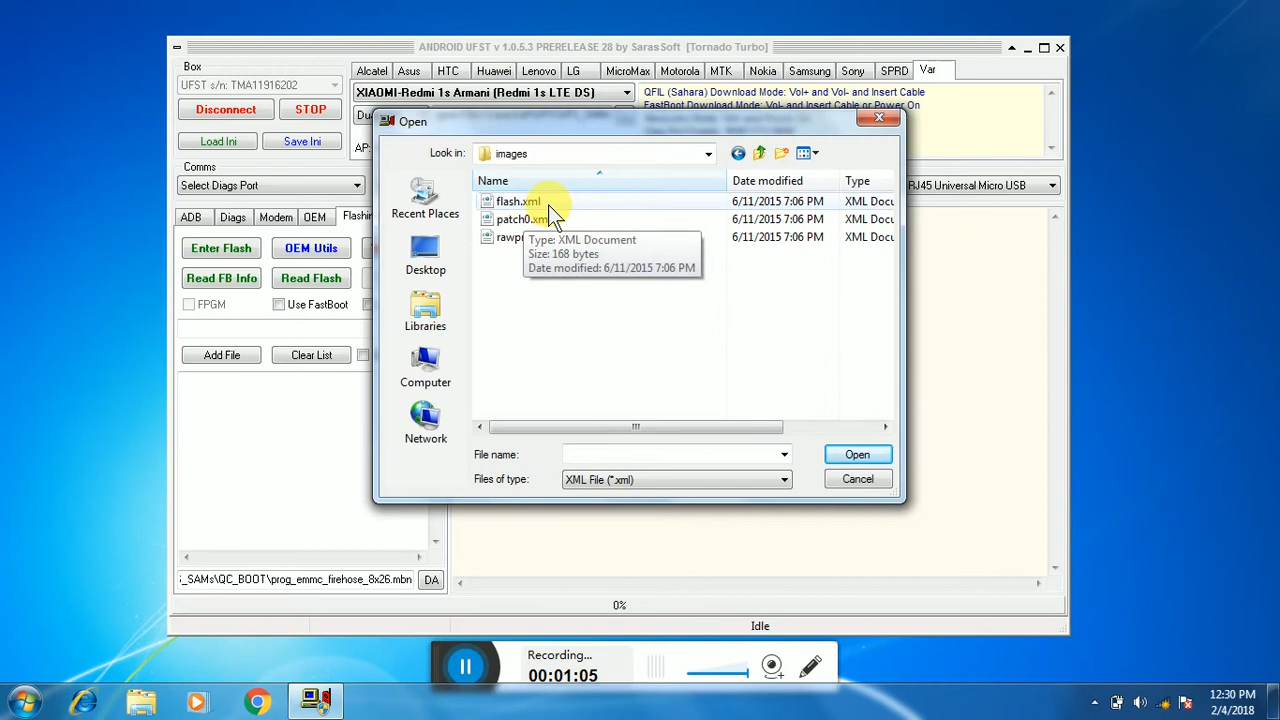 ANDROID UFST v 1.0.5.3 PRERELEASE 28 by SarasSoft [Tornado Turbo]
Box
UFST s/n: TMA11916202
Disconnect
STOP
Load Ini
Save Ini
Comms
Select Diags Port
Alcatel
Asus
HTC
Huawei
Lenovo
LG
MicroMax
Motorola
MTK
Nokia
Samsung
Sony
SPRD
Var
XIAOMI-Redmi 1s Armani (Redmi 1s LTE DS)
QFIL (Sahara) Download Mode: Vol+ and Vol- and Insert Cable
FastBoot Download Mode: Vol- and Insert Cable or Power On
AP:
RJ45 Universal Micro USB
ADB
Diags
Modem
OEM
Flashin
Enter Flash
OEM Utils
Read FB Info
Read Flash
FPGM
Use FastBoot
Add File
Clear List
:_SAMs\QC_BOOT\prog_emmc_firehose_8x26.mbn
DA
0%
Idle
Open
Look in:
images
Recent Places
Desktop
Libraries
Computer
Network
Name
Date modified
Type
flash.xml
6/11/2015 7:06 PM
XML Docu
patch0.xm
6/11/2015 7:06 PM
XML Docu
rawp
6/11/2015 7:06 PM
XML Docu
Type: XML Document
Size: 168 bytes
Date modified: 6/11/2015 7:06 PM
File name:
Open
Files of type:
XML File (*.xml)
Cancel
Recording...
00:01:05
12:30 PM
2/4/2018